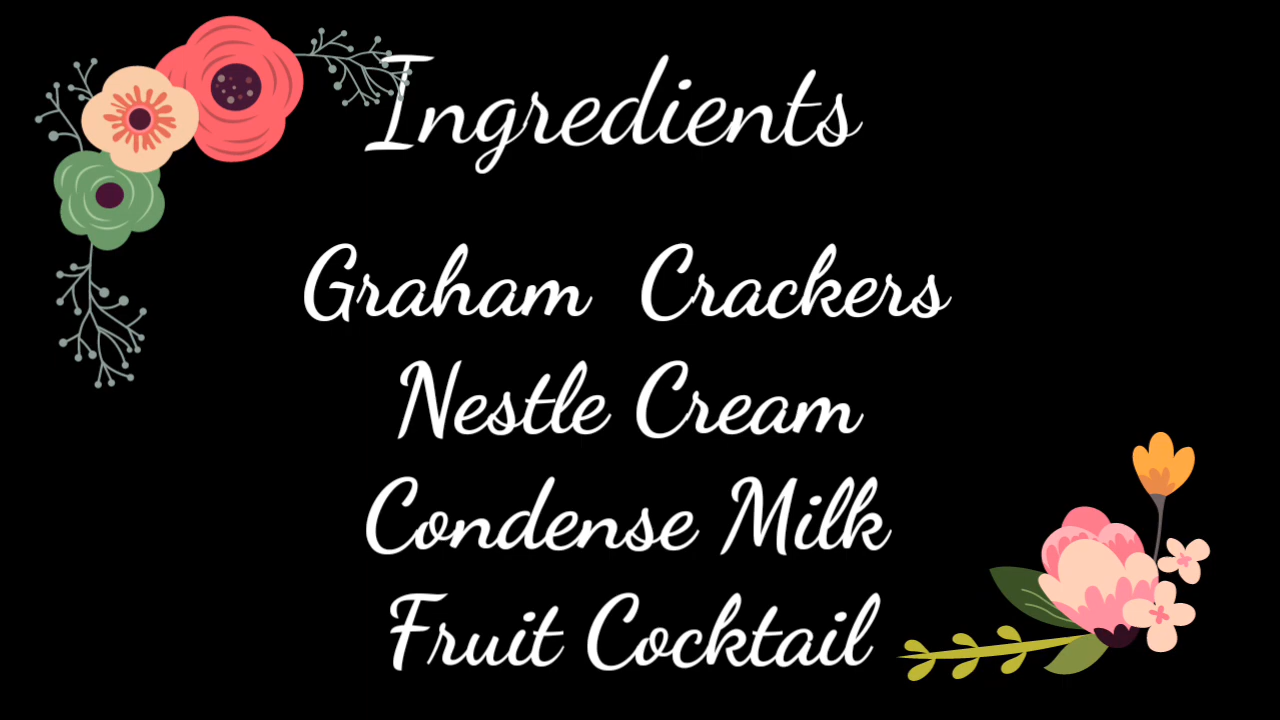 Ingredients
Graham Crackers
Nestle Cream
Condense Milk
Fruit Cocktail